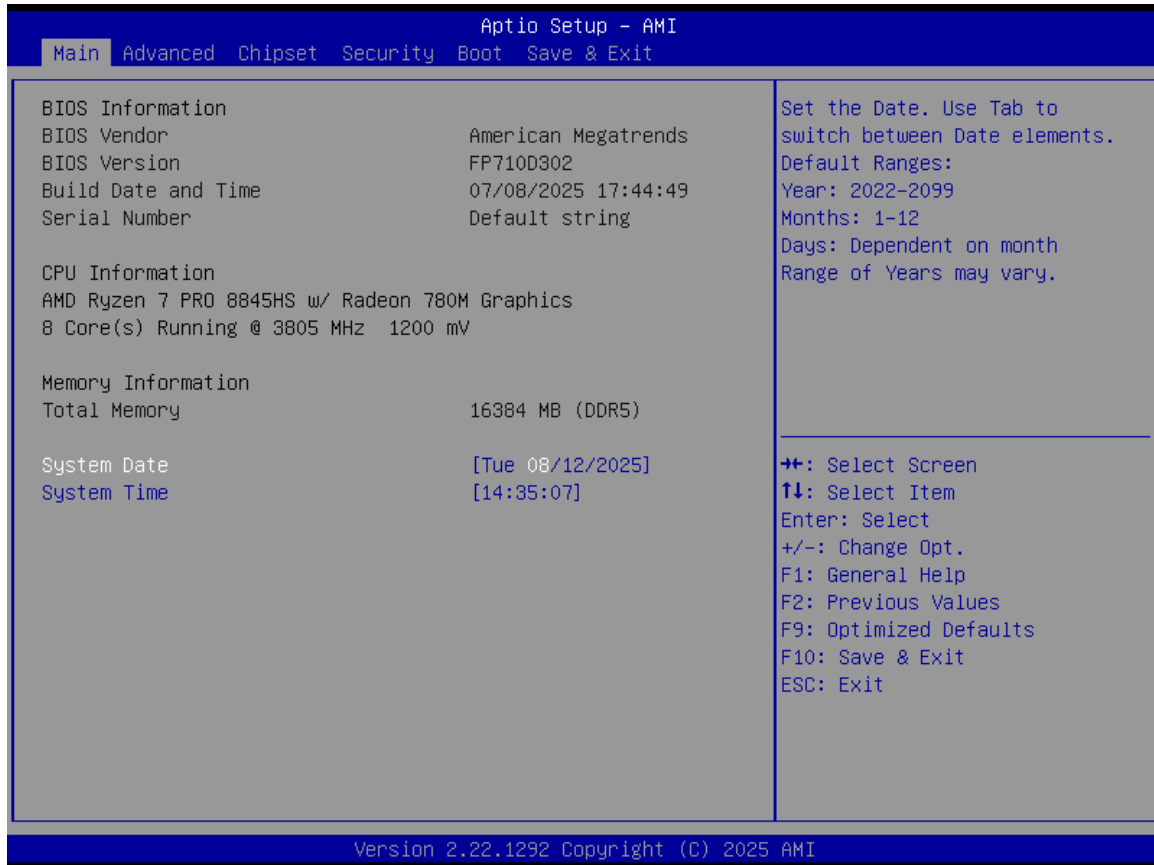 Aptio Setup – AMI
Main Advanced Chipset Security Boot Save & Exit
BIOS Information
BIOS Vendor American Megatrends
BIOS Version FP710D302
Build Date and Time 07/08/2025 17:44:49
Serial Number Default string
CPU Information
AMD Ryzen 7 PRO 8845HS w/ Radeon 780M Graphics
8 Core(s) Running @ 3805 MHz 1200 mV
Memory Information
Total Memory 16384 MB (DDR5)
System Date [Tue 08/12/2025]
System Time [14:35:07]
Set the Date. Use Tab to
switch between Date elements.
Default Ranges:
Year: 2022-2099
Months: 1-12
Days: Dependent on month
Range of Years may vary.
→←: Select Screen
↑↓: Select Item
Enter: Select
+/-: Change Opt.
F1: General Help
F2: Previous Values
F9: Optimized Defaults
F10: Save & Exit
ESC: Exit
Version 2.22.1292 Copyright (C) 2025 AMI